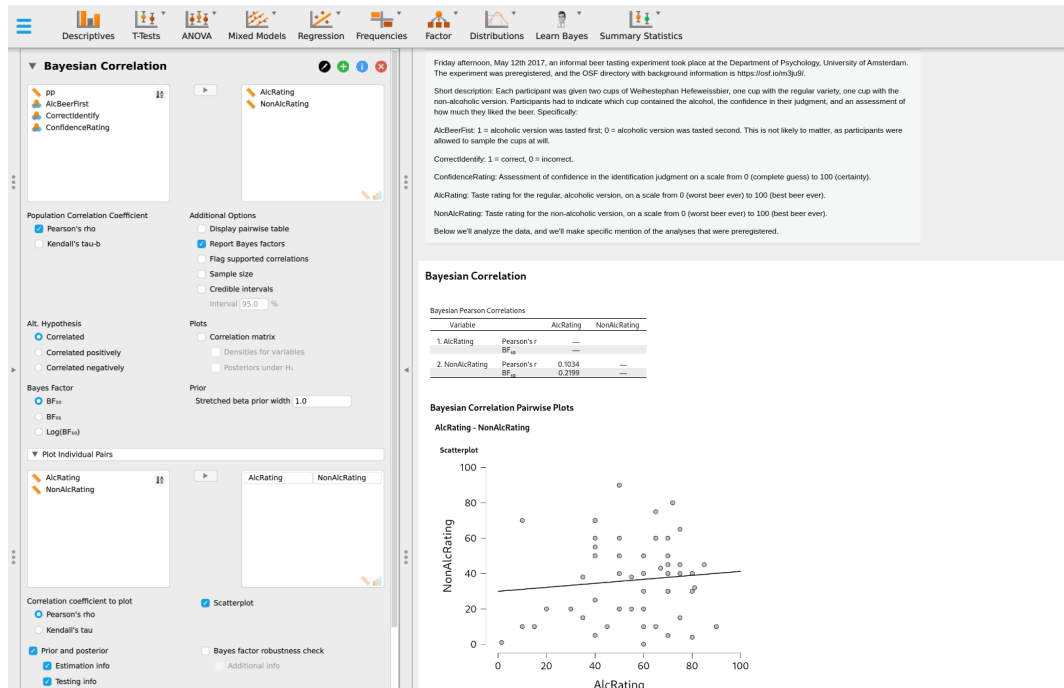 Descriptives
T-Tests
ANOVA
Mixed Models
Regression
Frequencies
Factor
Distributions
Learn Bayes
Summary Statistics
Bayesian Correlation
pp
AlcBeerFirst
CorrectIdentify
ConfidenceRating
AlcRating
NonAlcRating
Population Correlation Coefficient
Pearson's rho
Kendall's tau-b
Additional Options
Display pairwise table
Report Bayes factors
Flag supported correlations
Sample size
Credible intervals
Interval 95.0 %
Alt. Hypothesis
Correlated
Correlated positively
Correlated negatively
Plots
Correlation matrix
Densities for variables
Posteriors under H₁
Bayes Factor
BF₁₀
BF₀₁
Log(BF₁₀)
Prior
Stretched beta prior width 1.0
Plot Individual Pairs
AlcRating
NonAlcRating
AlcRating NonAlcRating
Correlation coefficient to plot
Pearson's rho
Kendall's tau
Scatterplot
Prior and posterior
Estimation info
Testing info
Bayes factor robustness check
Additional info
Friday afternoon, May 12th 2017, an informal beer tasting experiment took place at the Department of Psychology, University of Amsterdam.
The experiment was preregistered, and the OSF directory with background information is https://osf.io/m3ju9/.
Short description: Each participant was given two cups of Weihestephan Hefeweissbier, one cup with the regular variety, one cup with the
non-alcoholic version. Participants had to indicate which cup contained the alcohol, the confidence in their judgment, and an assessment of
how much they liked the beer. Specifically:
AlcBeerFist: 1 = alcoholic version was tasted first; 0 = alcoholic version was tasted second. This is not likely to matter, as participants were
allowed to sample the cups at will.
CorrectIdentify: 1 = correct, 0 = incorrect.
ConfidenceRating: Assessment of confidence in the identification judgment on a scale from 0 (complete guess) to 100 (certainty).
AlcRating: Taste rating for the regular, alcoholic version, on a scale from 0 (worst beer ever) to 100 (best beer ever).
NonAlcRating: Taste rating for the non-alcoholic version, on a scale from 0 (worst beer ever) to 100 (best beer ever).
Below we'll analyze the data, and we'll make specific mention of the analyses that were preregistered.
Bayesian Correlation
Bayesian Pearson Correlations
Variable AlcRating NonAlcRating
1. AlcRating Pearson's r —
BF₁₀ —
2. NonAlcRating Pearson's r 0.1034 —
BF₁₀ 0.2199 —
Bayesian Correlation Pairwise Plots
AlcRating - NonAlcRating
Scatterplot
100
80
60
40
20
0
NonAlcRating
0 20 40 60 80 100
AlcRating